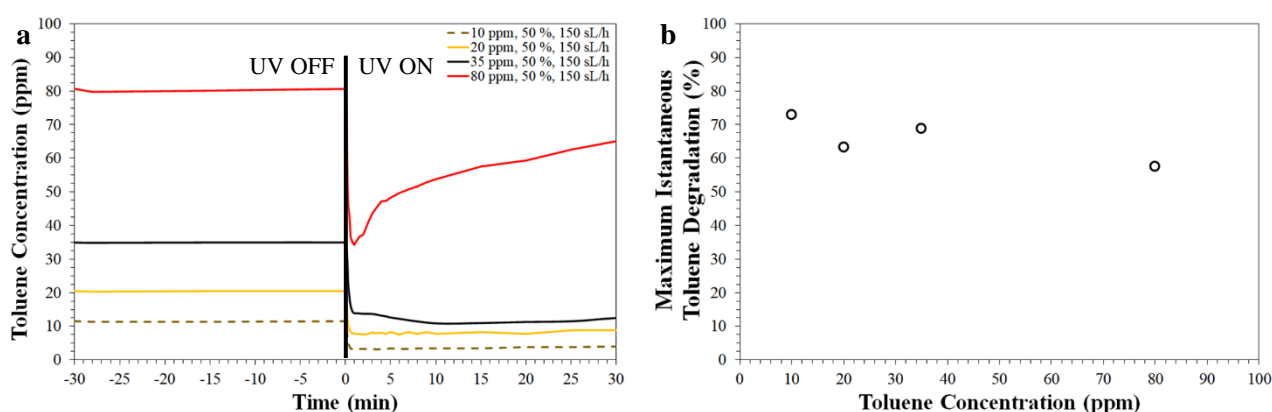 a
Toluene Concentration (ppm)
100
90
80
70
60
50
40
30
20
10
0
UV OFF
UV ON
10 ppm, 50 %, 150 sL/h
20 ppm, 50 %, 150 sL/h
35 ppm, 50 %, 150 sL/h
80 ppm, 50 %, 150 sL/h
-30 -25 -20 -15 -10 -5 0 5 10 15 20 25 30
Time (min)
b
Maximum Istantaneous
Toluene Degradation (%)
100
90
80
70
60
50
40
30
20
10
0
0 10 20 30 40 50 60 70 80 90 100
Toluene Concentration (ppm)